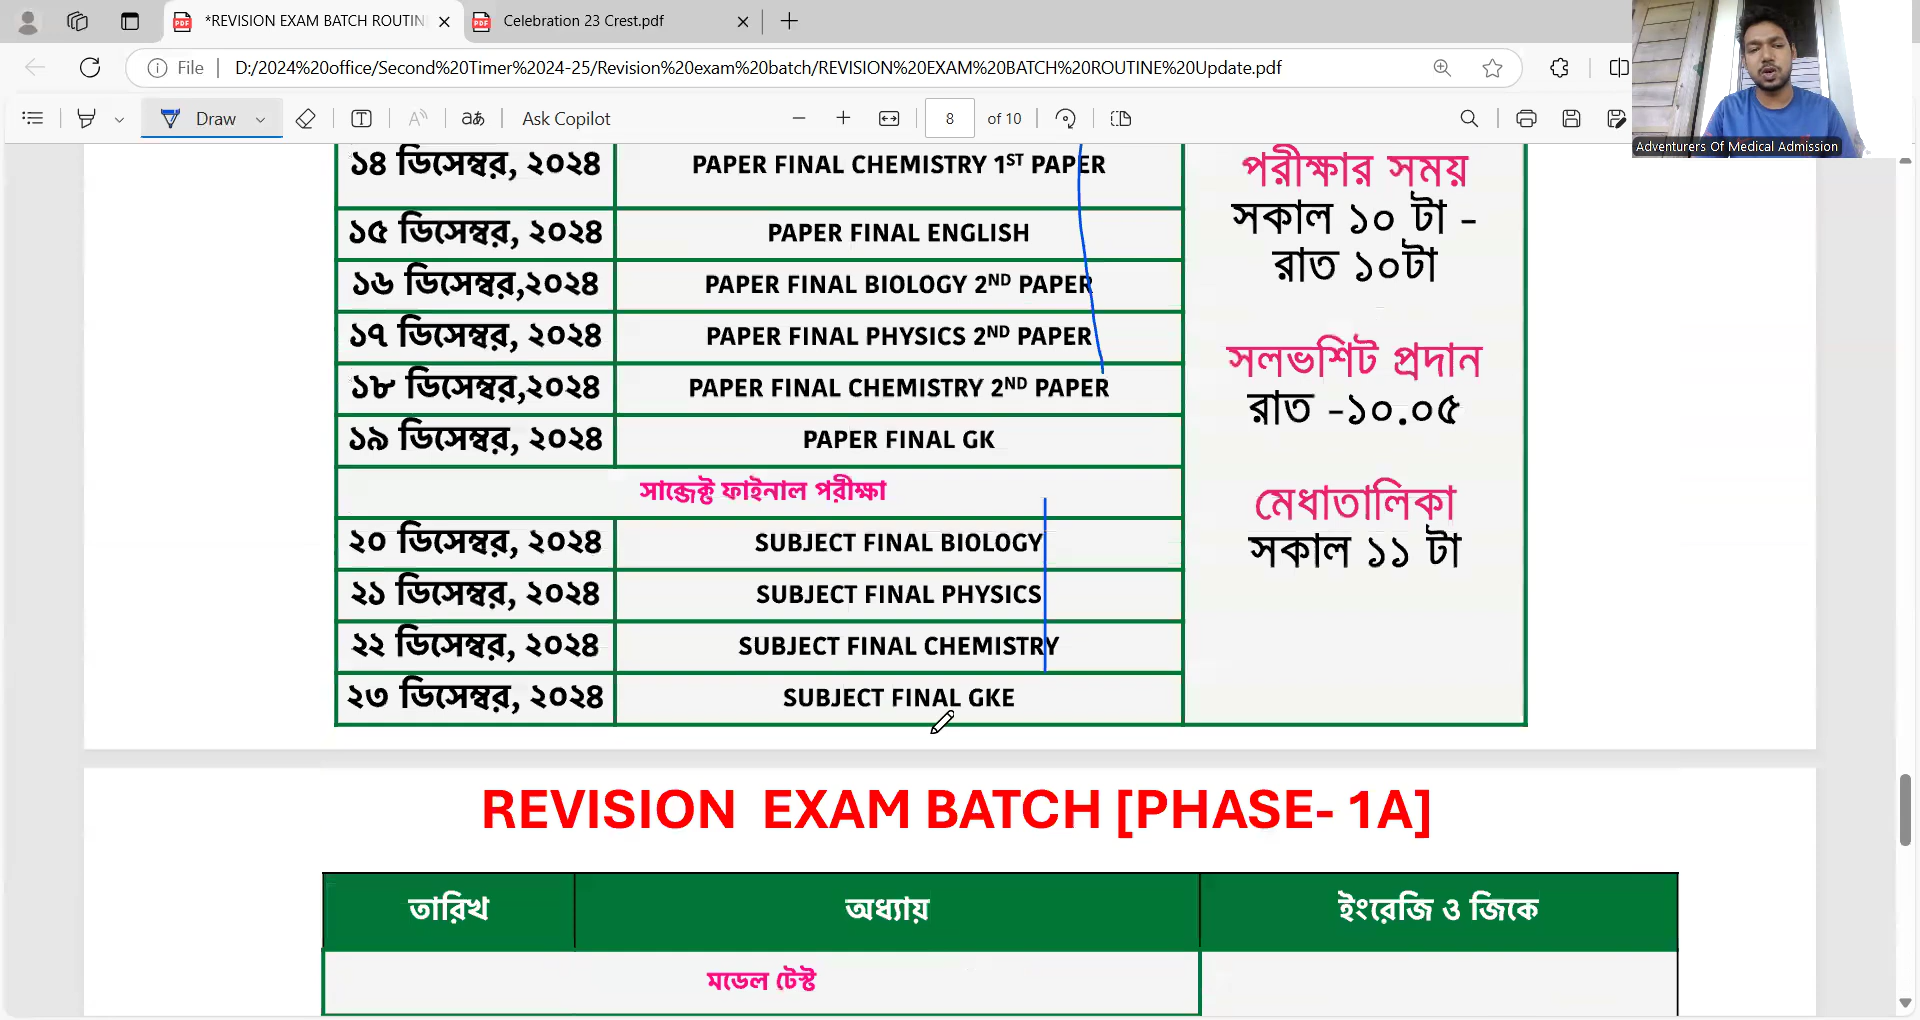 *REVISION EXAM BATCH ROUTIN
Celebration 23 Crest.pdf
File
D:/2024%20office/Second%20Timer%2024-25/Revision%20exam%20batch/REVISION%20EXAM%20BATCH%20ROUTINE%20Update.pdf
Draw
Ask Copilot
8 of 10
Adventurers Of Medical Admission
১৪ ডিসেম্বর, ২০২৪ PAPER FINAL CHEMISTRY 1ST PAPER
১৫ ডিসেম্বর, ২০২৪ PAPER FINAL ENGLISH
১৬ ডিসেম্বর,২০২৪ PAPER FINAL BIOLOGY 2ND PAPER
১৭ ডিসেম্বর, ২০২৪ PAPER FINAL PHYSICS 2ND PAPER
১৮ ডিসেম্বর,২০২৪ PAPER FINAL CHEMISTRY 2ND PAPER
১৯ ডিসেম্বর, ২০২৪ PAPER FINAL GK
সাব্জেক্ট ফাইনাল পরীক্ষা
২০ ডিসেম্বর, ২০২৪ SUBJECT FINAL BIOLOGY
২১ ডিসেম্বর, ২০২৪ SUBJECT FINAL PHYSICS
২২ ডিসেম্বর, ২০২৪ SUBJECT FINAL CHEMISTRY
২৩ ডিসেম্বর, ২০২৪ SUBJECT FINAL GKE
পরীক্ষার সময়
সকাল ১০ টা -
রাত ১০টা
সলভশিট প্রদান
রাত -১০.০৫
মেধাতালিকা
সকাল ১১ টা
REVISION EXAM BATCH [PHASE- 1A]
তারিখ অধ্যায় ইংরেজি ও জিকে
মডেল টেস্ট